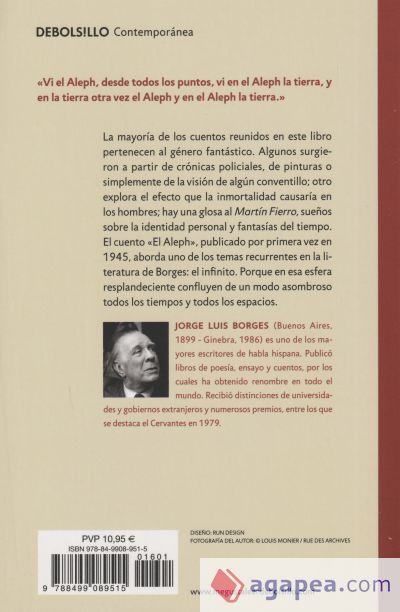 DEBOLSILLO Contemporánea
«Vi el Aleph, desde todos los puntos, vi en el Aleph la tierra, y
en la tierra otra vez el Aleph y en el Aleph la tierra.»
La mayoría de los cuentos reunidos en este libro
pertenecen al género fantástico. Algunos surgie-
ron a partir de crónicas policiales, de pinturas o
simplemente de la visión de algún conventillo; otro
explora el efecto que la inmortalidad causaría en
los hombres; hay una glosa al Martín Fierro, sueños
sobre la identidad personal y fantasías del tiempo.
El cuento «El Aleph», publicado por primera vez en
1945, aborda uno de los temas recurrentes en la li-
teratura de Borges: el infinito. Porque en esa esfera
resplandeciente confluyen de un modo asombroso
todos los tiempos y todos los espacios.
JORGE LUIS BORGES (Buenos Aires,
1899 - Ginebra, 1986) es uno de los ma-
yores escritores de habla hispana. Publicó
libros de poesía, ensayo y cuentos, por los
cuales ha obtenido renombre en todo el
mundo. Recibió distinciones de universida-
des y gobiernos extranjeros y numerosos premios, entre los que
se destaca el Cervantes en 1979.
PVP 10,95 €
ISBN 978-84-9908-951-5
01601
9 788499 089515
DISEÑO: RUN DESIGN
FOTOGRAFÍA DEL AUTOR: © LOUIS MONIER / RUE DES ARCHIVES
agapea.com